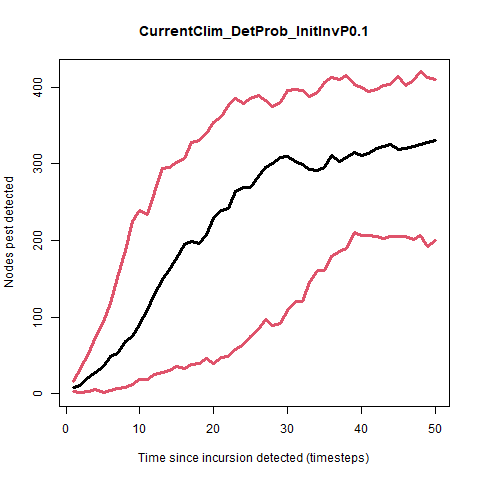 CurrentClim_DetProb_InitInvP0.1
Nodes pest detected
400
300
200
100
0
0 10 20 30 40 50
Time since incursion detected (timesteps)